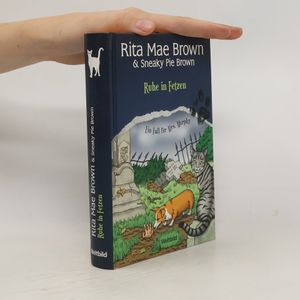 Rita Mae Brown
& Sneaky Pie Brown
Ruhe in Fetzen
Ein Fall für Mrs. Murphy
Weltbild
Rita Mae Brown
& Sneaky Pie Brown
Ruhe in Fetzen
Weltbild